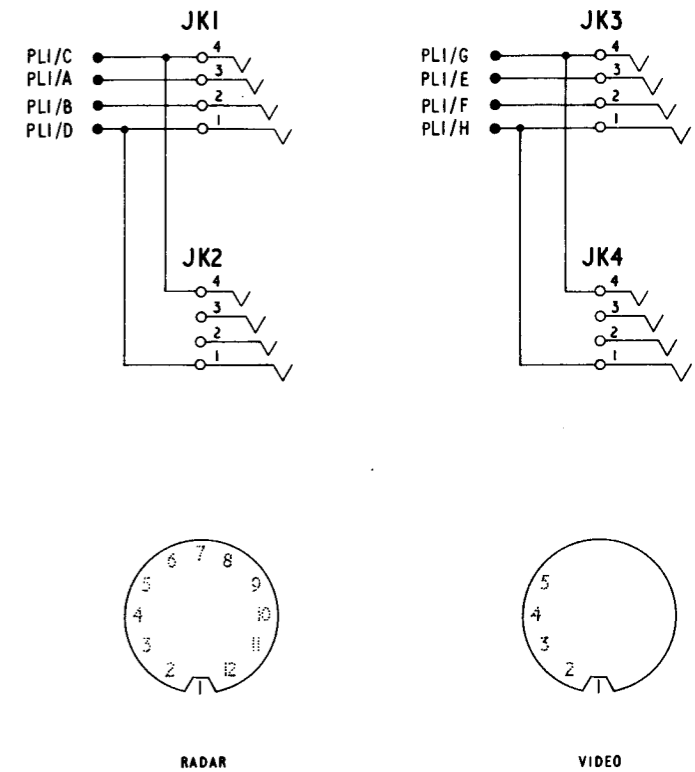 JK1 JK3
PL1/C 4 PL1/G 4
PL1/A 3 PL1/E 3
PL1/B 2 PL1/F 2
PL1/D 1 PL1/H 1
JK2 JK4
4 4
3 3
2 2
1 1
7
6 8
5 9 5
4 10 4
3 11 3
2 12 2
1 1
RADAR VIDEO